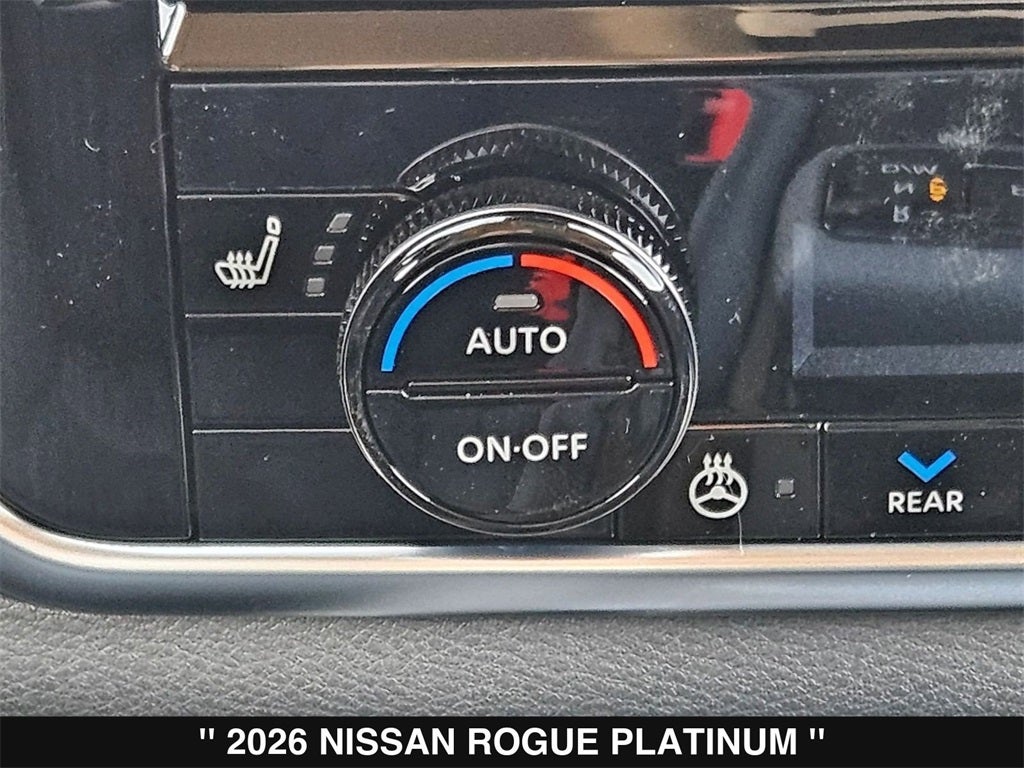 AUTO
ON·OFF
REAR
" 2026 NISSAN ROGUE PLATINUM "